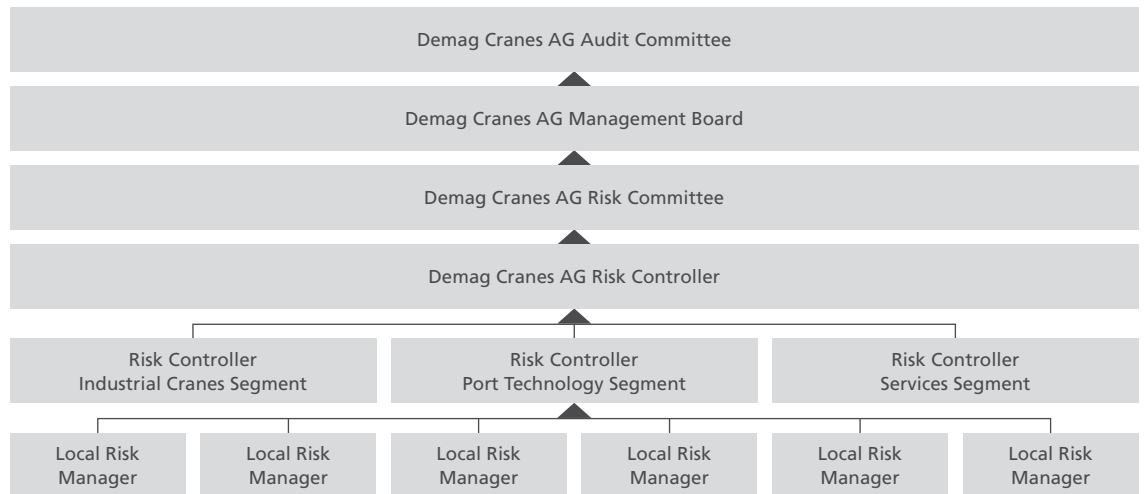 Demag Cranes AG Audit Committee
Demag Cranes AG Management Board
Demag Cranes AG Risk Committee
Demag Cranes AG Risk Controller
Risk Controller
Industrial Cranes Segment
Risk Controller
Port Technology Segment
Risk Controller
Services Segment
Local Risk
Manager
Local Risk
Manager
Local Risk
Manager
Local Risk
Manager
Local Risk
Manager
Local Risk
Manager